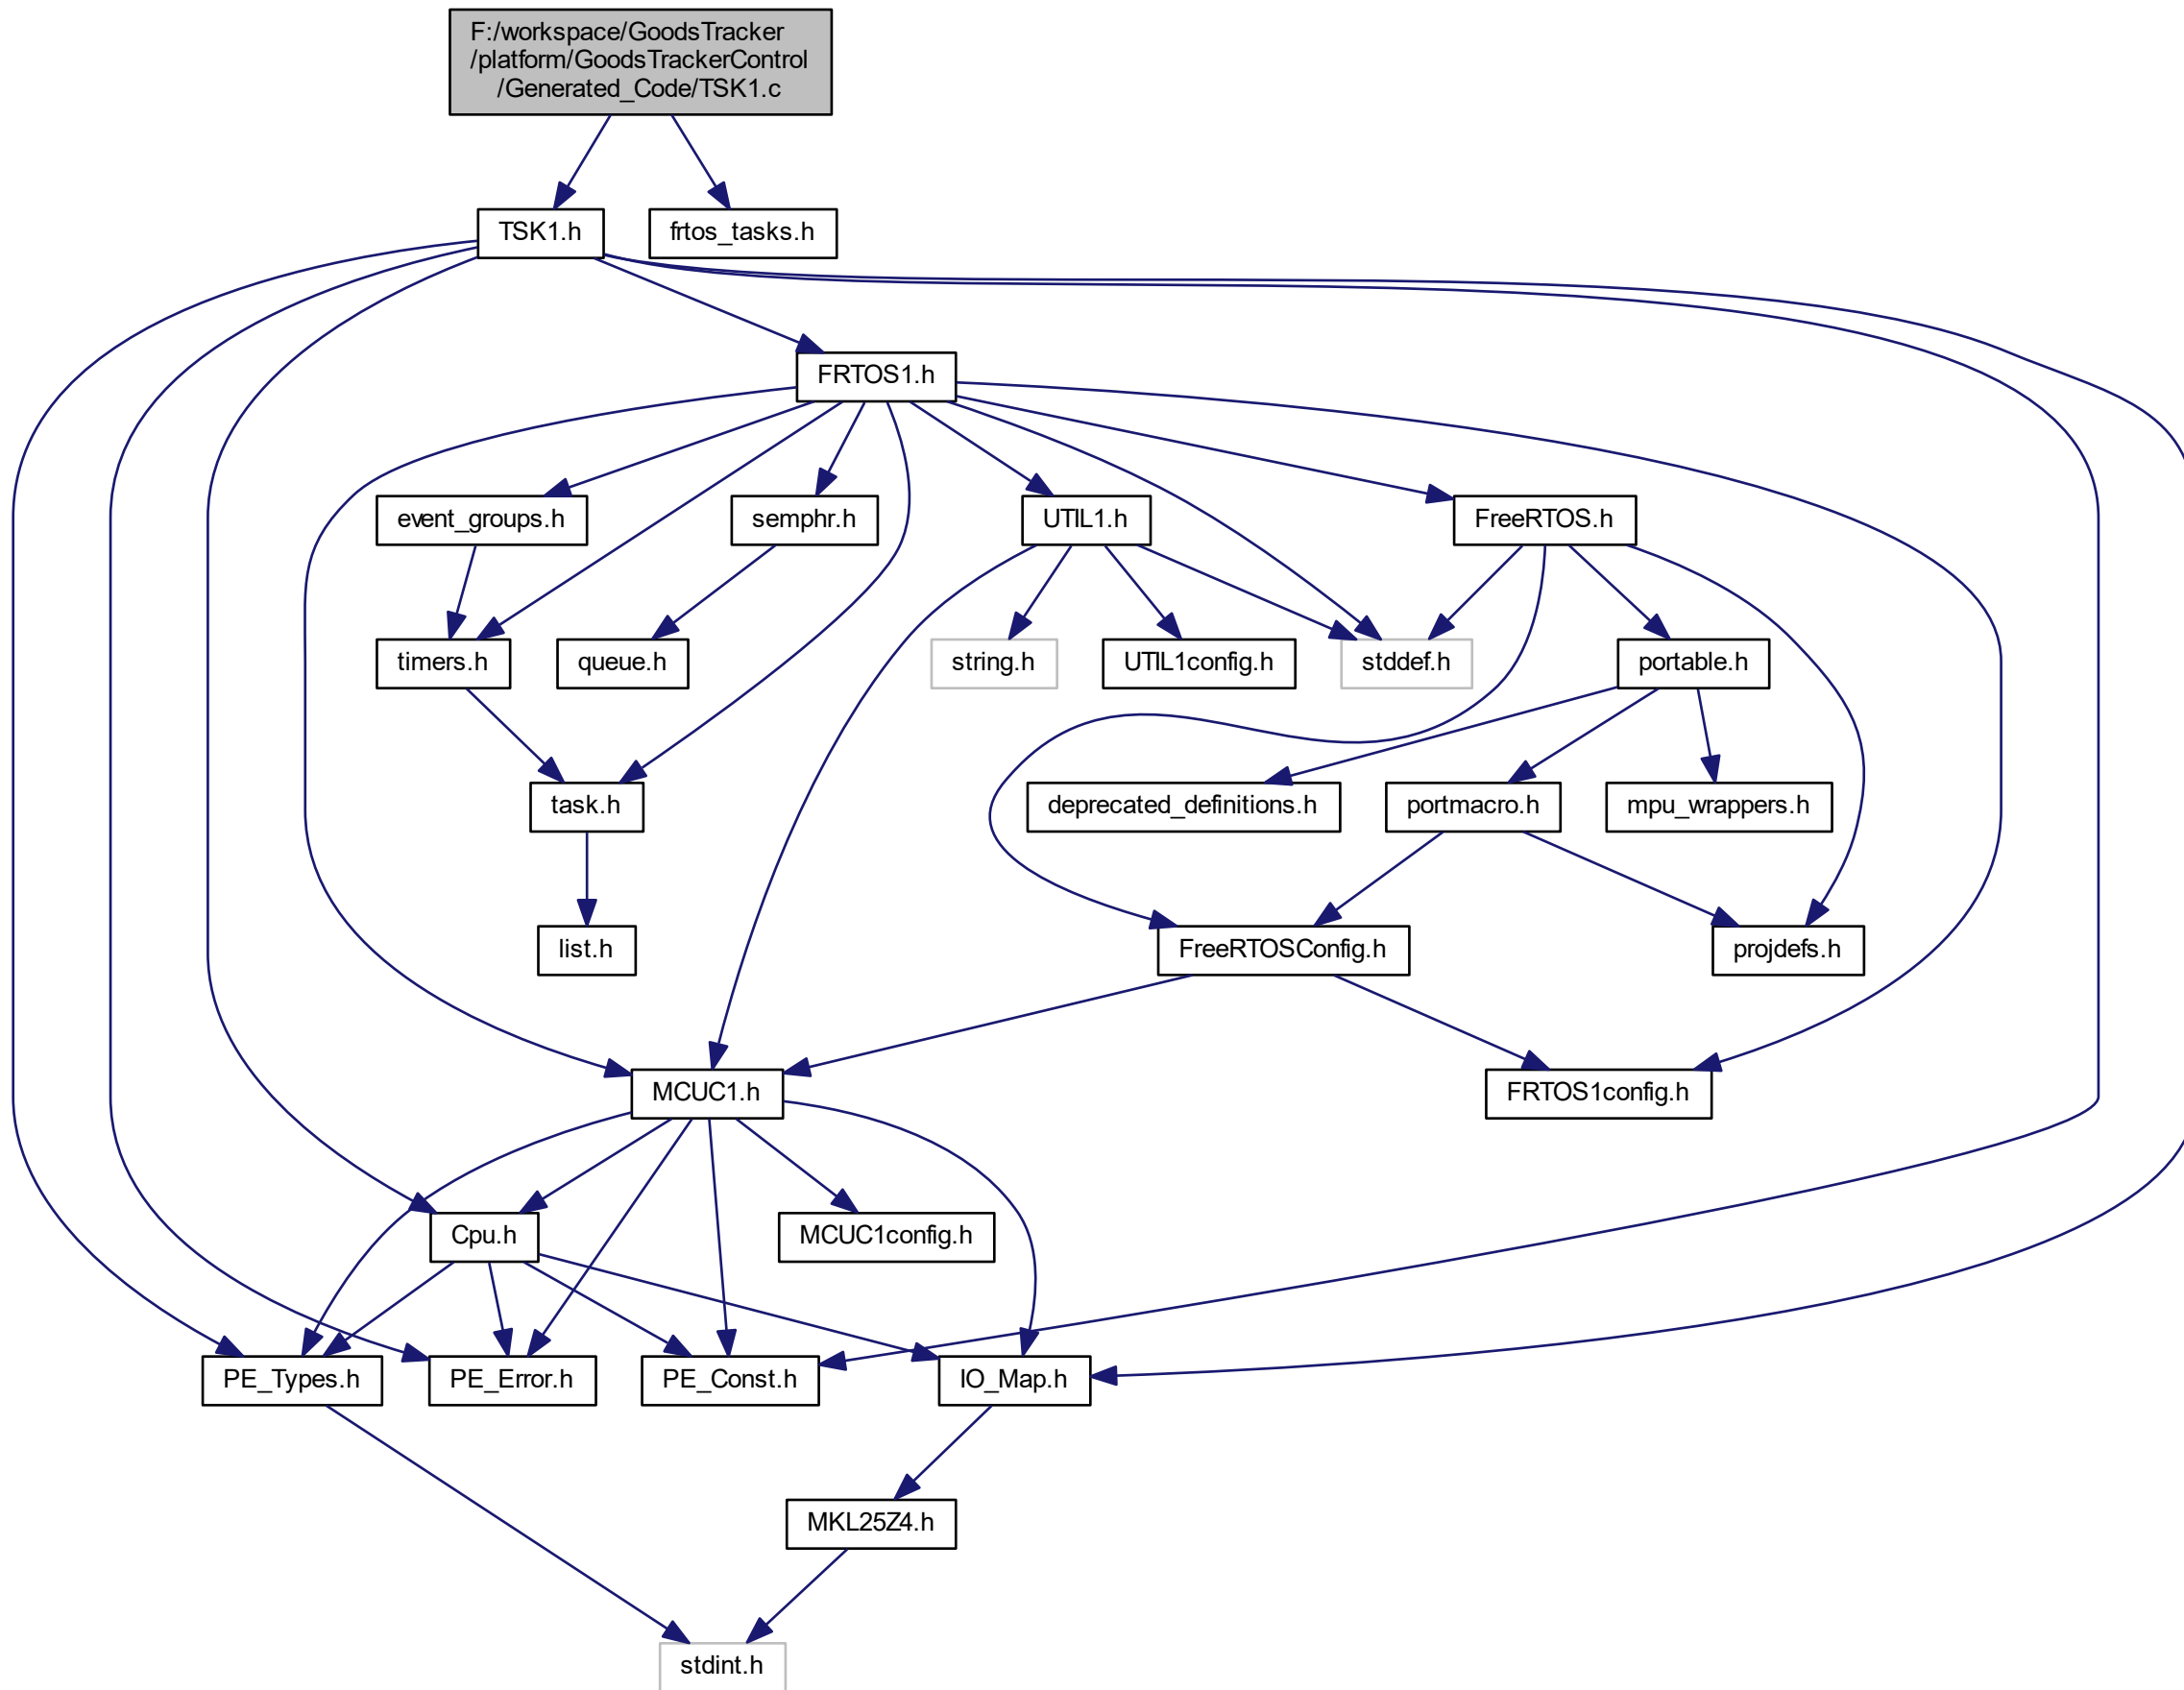 F:/workspace/GoodsTracker
/platform/GoodsTrackerControl
/Generated_Code/TSK1.c
TSK1.h
frtos_tasks.h
FRTOS1.h
event_groups.h
semphr.h
UTIL1.h
FreeRTOS.h
timers.h
queue.h
string.h
UTIL1config.h
stddef.h
portable.h
task.h
deprecated_definitions.h
portmacro.h
mpu_wrappers.h
list.h
FreeRTOSConfig.h
projdefs.h
MCUC1.h
FRTOS1config.h
Cpu.h
MCUC1config.h
PE_Types.h
PE_Error.h
PE_Const.h
IO_Map.h
MKL25Z4.h
stdint.h